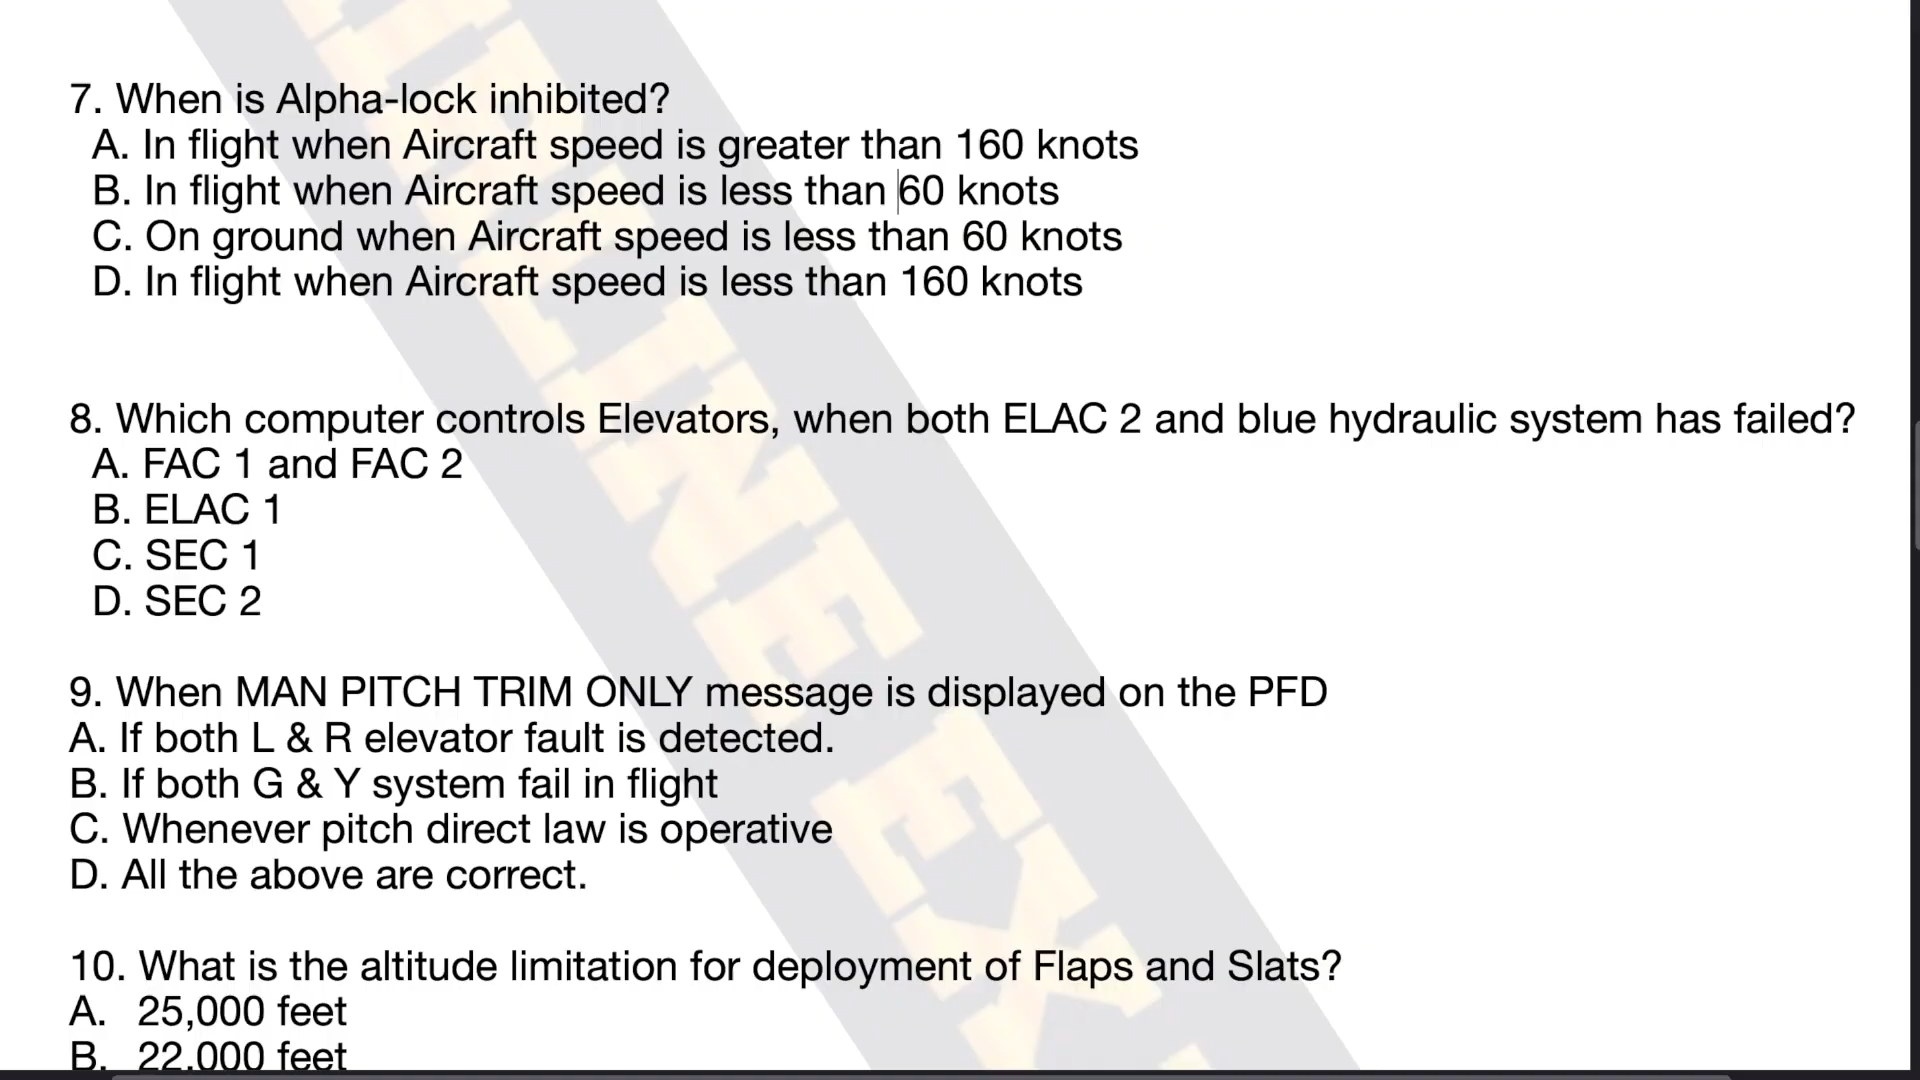 7. When is Alpha-lock inhibited?
A. In flight when Aircraft speed is greater than 160 knots
B. In flight when Aircraft speed is less than 60 knots
C. On ground when Aircraft speed is less than 60 knots
D. In flight when Aircraft speed is less than 160 knots
8. Which computer controls Elevators, when both ELAC 2 and blue hydraulic system has failed?
A. FAC 1 and FAC 2
B. ELAC 1
C. SEC 1
D. SEC 2
9. When MAN PITCH TRIM ONLY message is displayed on the PFD
A. If both L & R elevator fault is detected.
B. If both G & Y system fail in flight
C. Whenever pitch direct law is operative
D. All the above are correct.
10. What is the altitude limitation for deployment of Flaps and Slats?
A. 25,000 feet
B. 22,000 feet